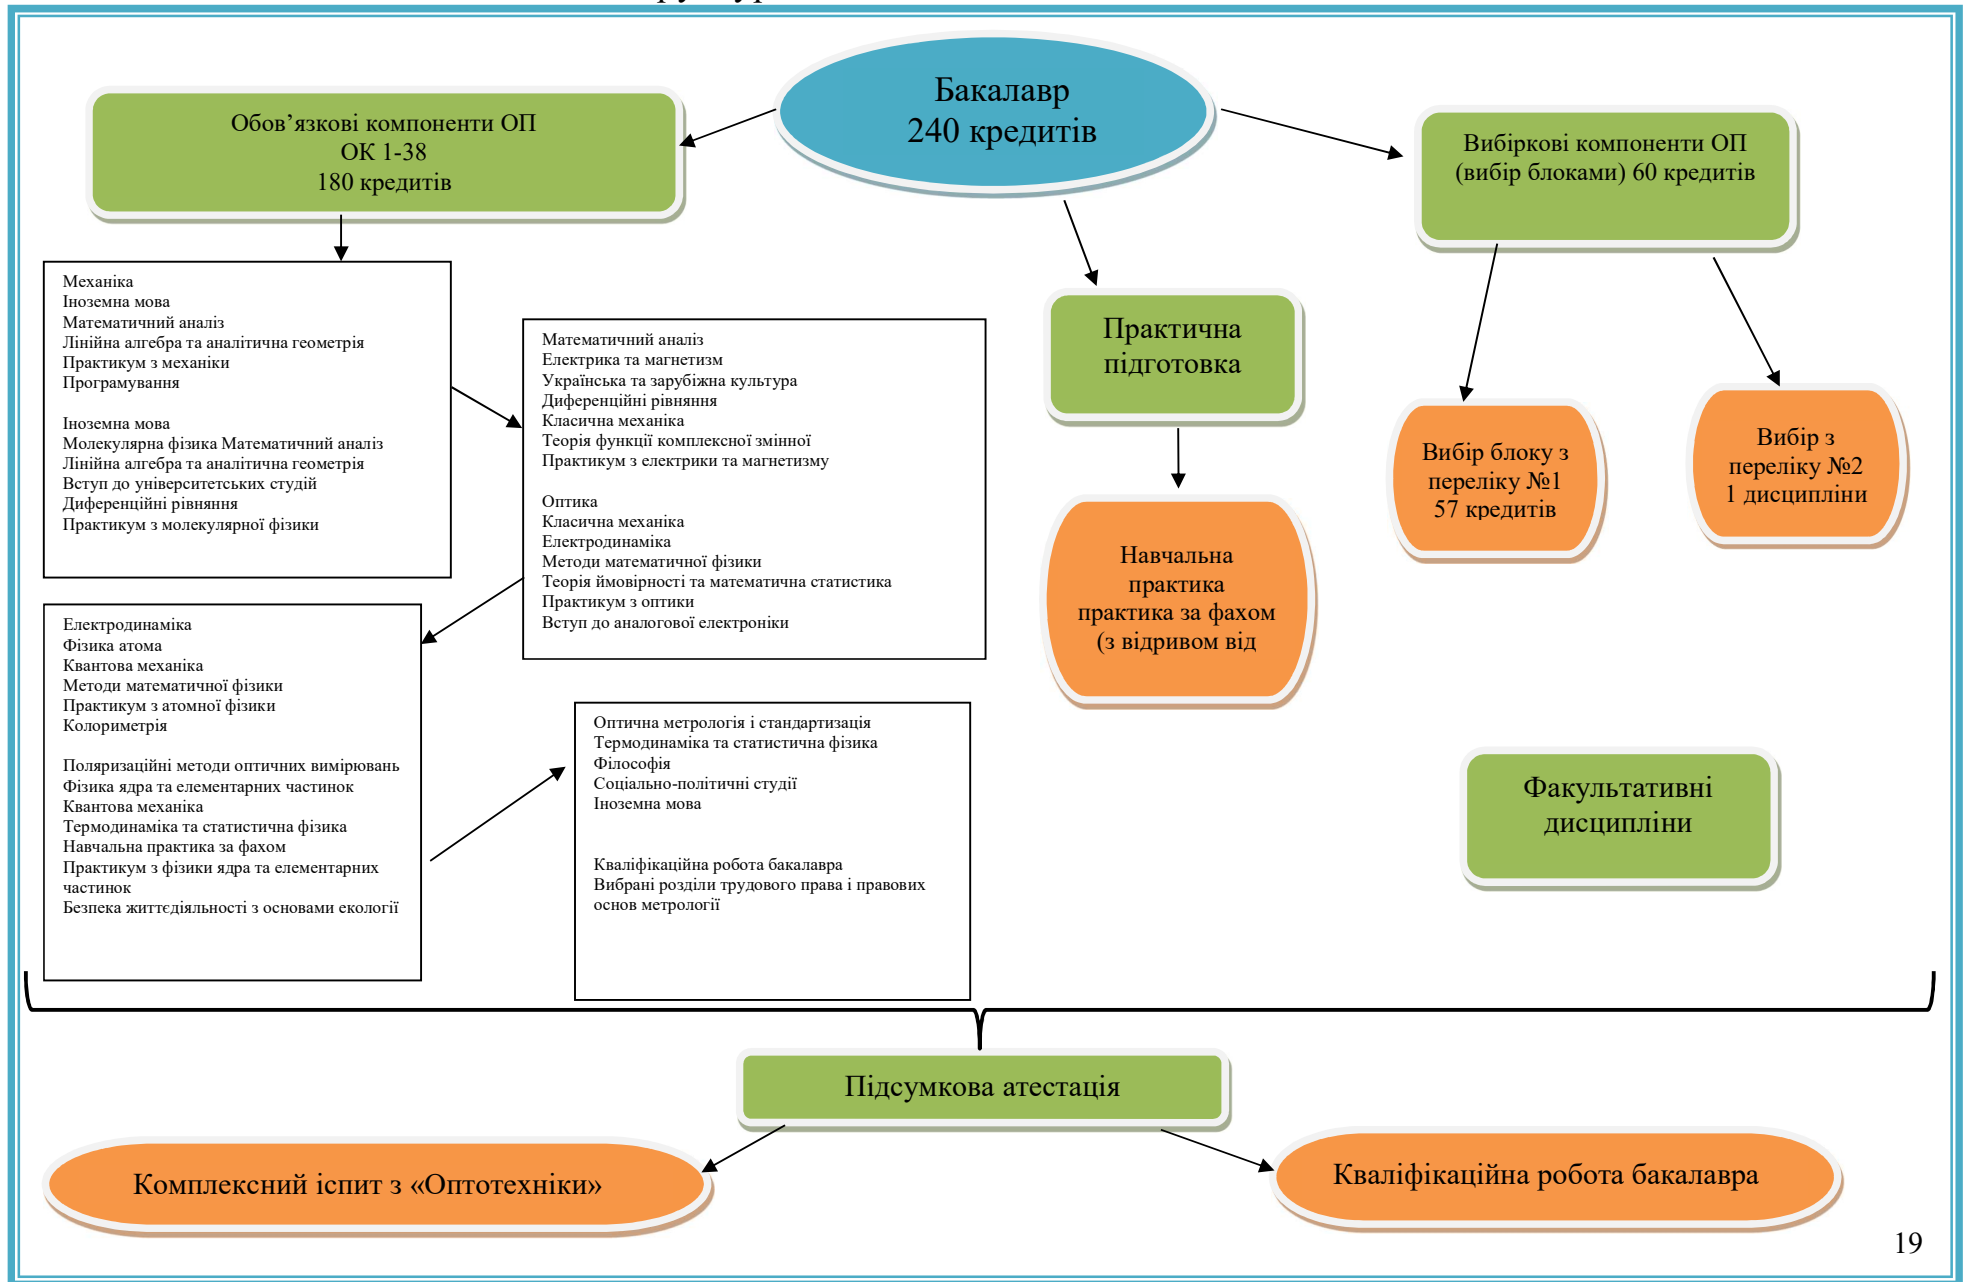 Бакалавр
240 кредитів
Обов’язкові компоненти ОП
ОК 1-38
180 кредитів
Вибіркові компоненти ОП
(вибір блоками) 60 кредитів
Механіка
Іноземна мова
Математичний аналіз
Лінійна алгебра та аналітична геометрія
Практикум з механіки
Програмування
Іноземна мова
Молекулярна фізика Математичний аналіз
Лінійна алгебра та аналітична геометрія
Вступ до університетських студій
Диференційні рівняння
Практикум з молекулярної фізики
Математичний аналіз
Електрика та магнетизм
Українська та зарубіжна культура
Диференційні рівняння
Класична механіка
Теорія функції комплексної змінної
Практикум з електрики та магнетизму
Оптика
Класична механіка
Електродинаміка
Методи математичної фізики
Теорія ймовірності та математична статистика
Практикум з оптики
Вступ до аналогової електроніки
Практична
підготовка
Навчальна
практика
практика за фахом
(з відривом від
Вибір блоку з
переліку №1
57 кредитів
Вибір з
переліку №2
1 дисципліни
Електродинаміка
Фізика атома
Квантова механіка
Методи математичної фізики
Практикум з атомної фізики
Колориметрія
Поляризаційні методи оптичних вимірювань
Фізика ядра та елементарних частинок
Квантова механіка
Термодинаміка та статистична фізика
Навчальна практика за фахом
Практикум з фізики ядра та елементарних
частинок
Безпека життєдіяльності з основами екології
Оптична метрологія і стандартизація
Термодинаміка та статистична фізика
Філософія
Соціально-політичні студії
Іноземна мова
Кваліфікаційна робота бакалавра
Вибрані розділи трудового права і правових
основ метрології
Факультативні
дисципліни
Підсумкова атестація
Комплексний іспит з «Оптотехніки»
Кваліфікаційна робота бакалавра
19